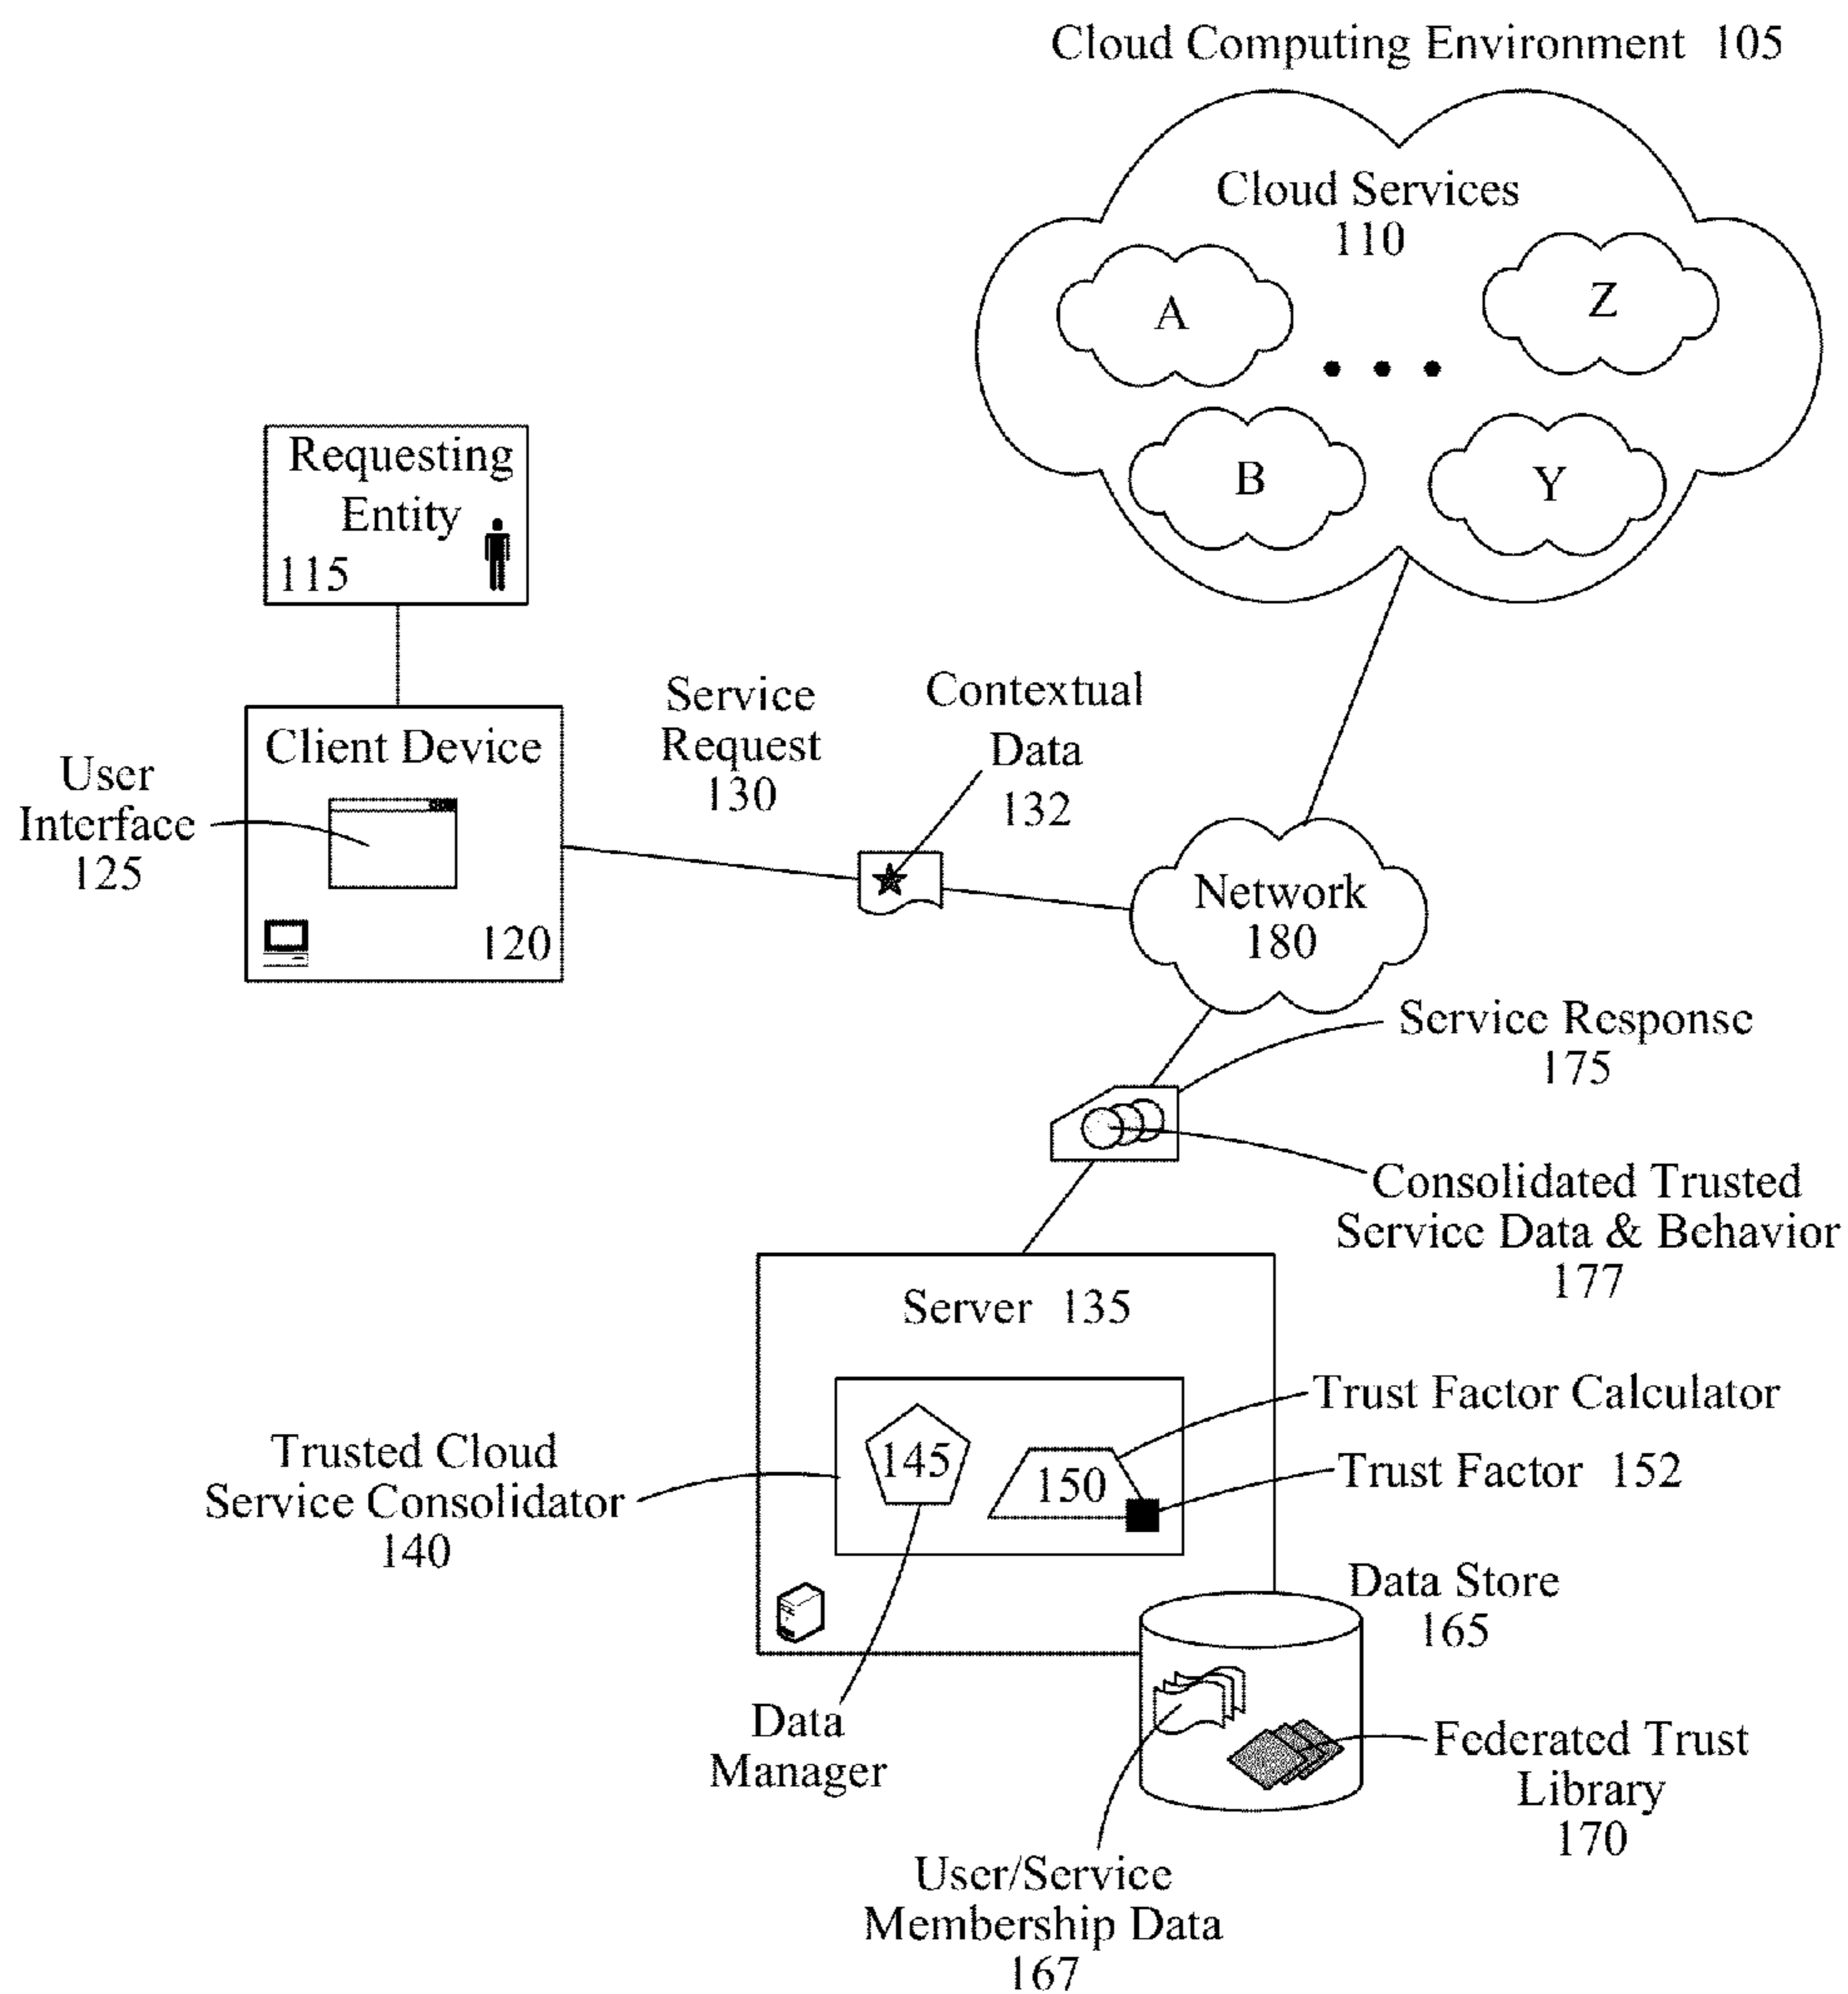 Cloud Computing Environment 105
Cloud Services
110
A
Z
B
Y
Requesting
Entity
115
Client Device
120
User
Interface
125
Service
Request
130
Contextual
Data
132
Network
180
Service Response
175
Consolidated Trusted
Service Data & Behavior
177
Server 135
145
150
Trust Factor Calculator
Trust Factor 152
Trusted Cloud
Service Consolidator
140
Data Store
165
Data
Manager
Federated Trust
Library
170
User/Service
Membership Data
167